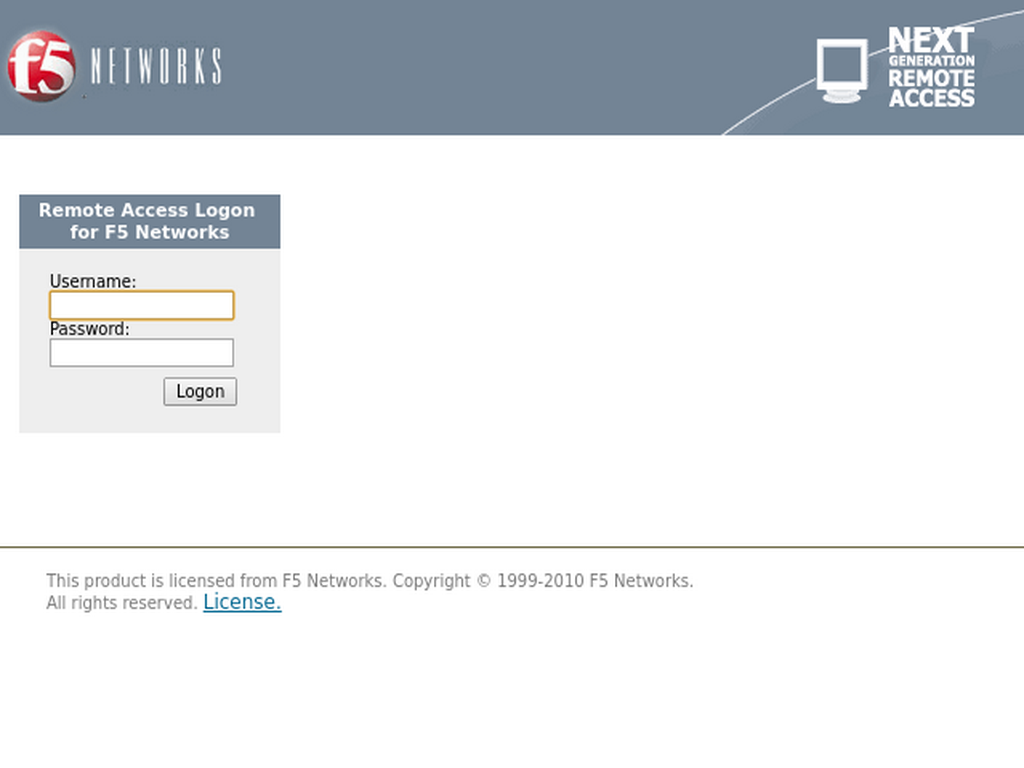 f5 NETWORKS
NEXT
GENERATION
REMOTE
ACCESS
Remote Access Logon
for F5 Networks
Username:
Password:
Logon
This product is licensed from F5 Networks. Copyright © 1999-2010 F5 Networks.
All rights reserved. License.